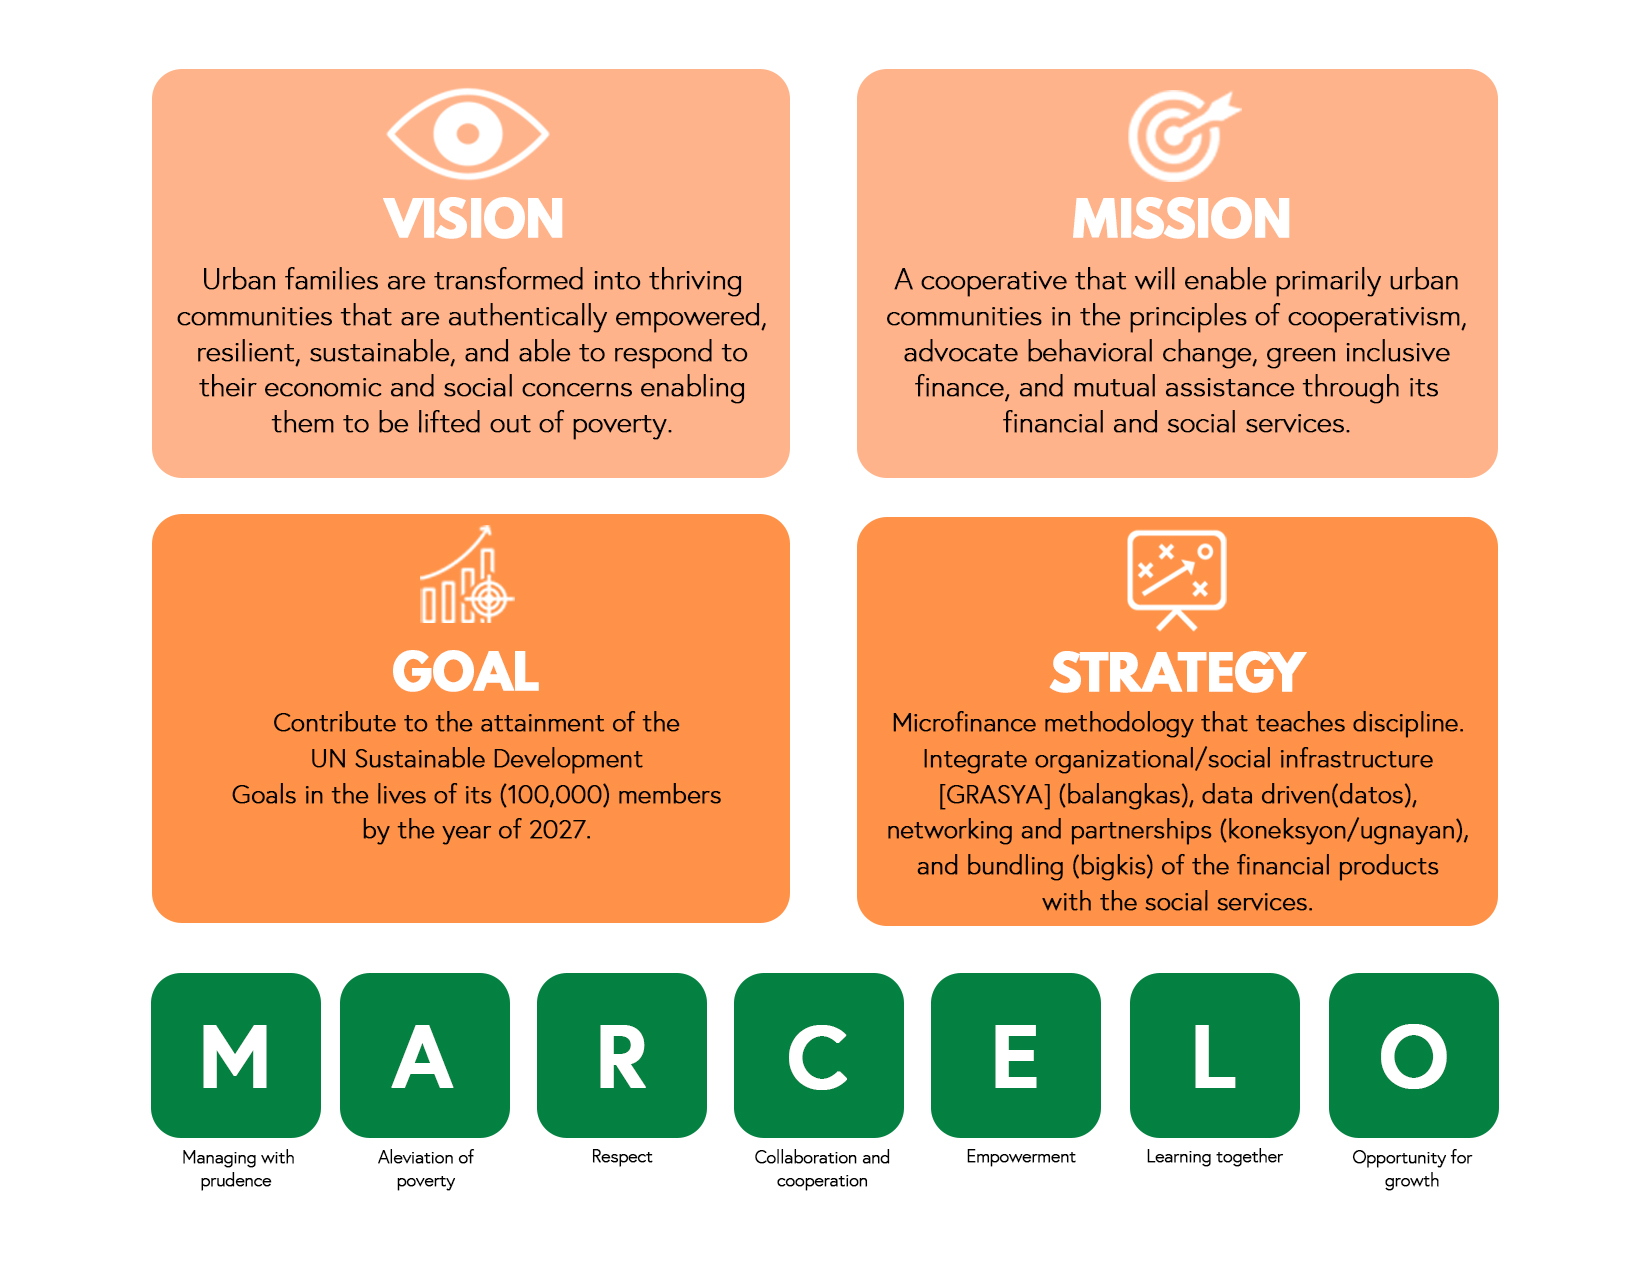 VISION
Urban families are transformed into thriving
communities that are authentically empowered,
resilient, sustainable, and able to respond to
their economic and social concerns enabling
them to be lifted out of poverty.
MISSION
A cooperative that will enable primarily urban
communities in the principles of cooperativism,
advocate behavioral change, green inclusive
finance, and mutual assistance through its
financial and social services.
GOAL
Contribute to the attainment of the
UN Sustainable Development
Goals in the lives of its (100,000) members
by the year of 2027.
STRATEGY
Microfinance methodology that teaches discipline.
Integrate organizational/social infrastructure
[GRASYA] (balangkas), data driven(datos),
networking and partnerships (koneksyon/ugnayan),
and bundling (bigkis) of the financial products
with the social services.
M
Managing with
prudence
A
Aleviation of
poverty
R
Respect
C
Collaboration and
cooperation
E
Empowerment
L
Learning together
O
Opportunity for
growth